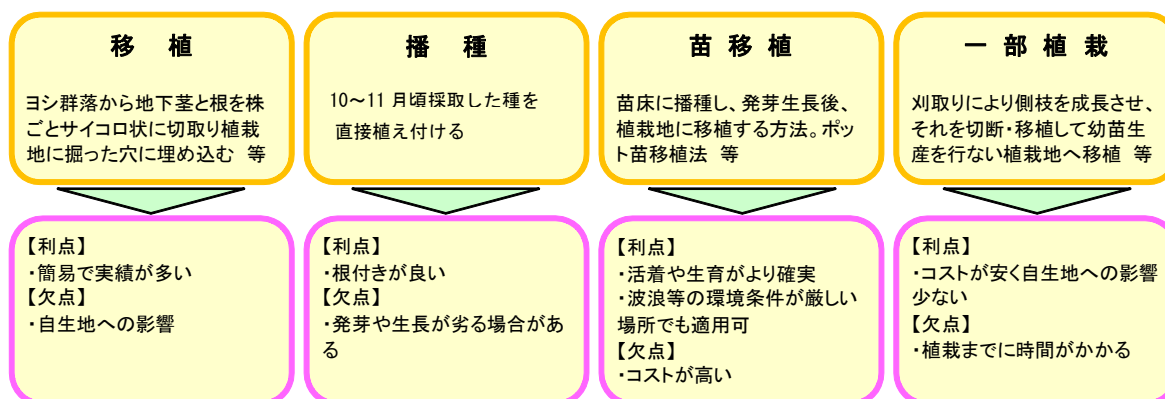 移 植
ヨシ群落から地下茎と根を株
ごとサイコロ状に切取り植栽
地に掘った穴に埋め込む 等
播 種
10～11 月頃採取した種を
直接植え付ける
苗 移 植
苗床に播種し、発芽生長後、
植栽地に移植する方法。ポッ
ト苗移植法 等
一 部 植 栽
刈取りにより側枝を成長させ、
それを切断・移植して幼苗生
産を行ない植栽地へ移植 等
【利点】
・簡易で実績が多い
【欠点】
・自生地への影響
【利点】
・根付きが良い
【欠点】
・発芽や生長が劣る場合があ
る
【利点】
・活着や生育がより確実
・波浪等の環境条件が厳しい
場所でも適用可
【欠点】
・コストが高い
【利点】
・コストが安く自生地への影響
少ない
【欠点】
・植栽までに時間がかかる